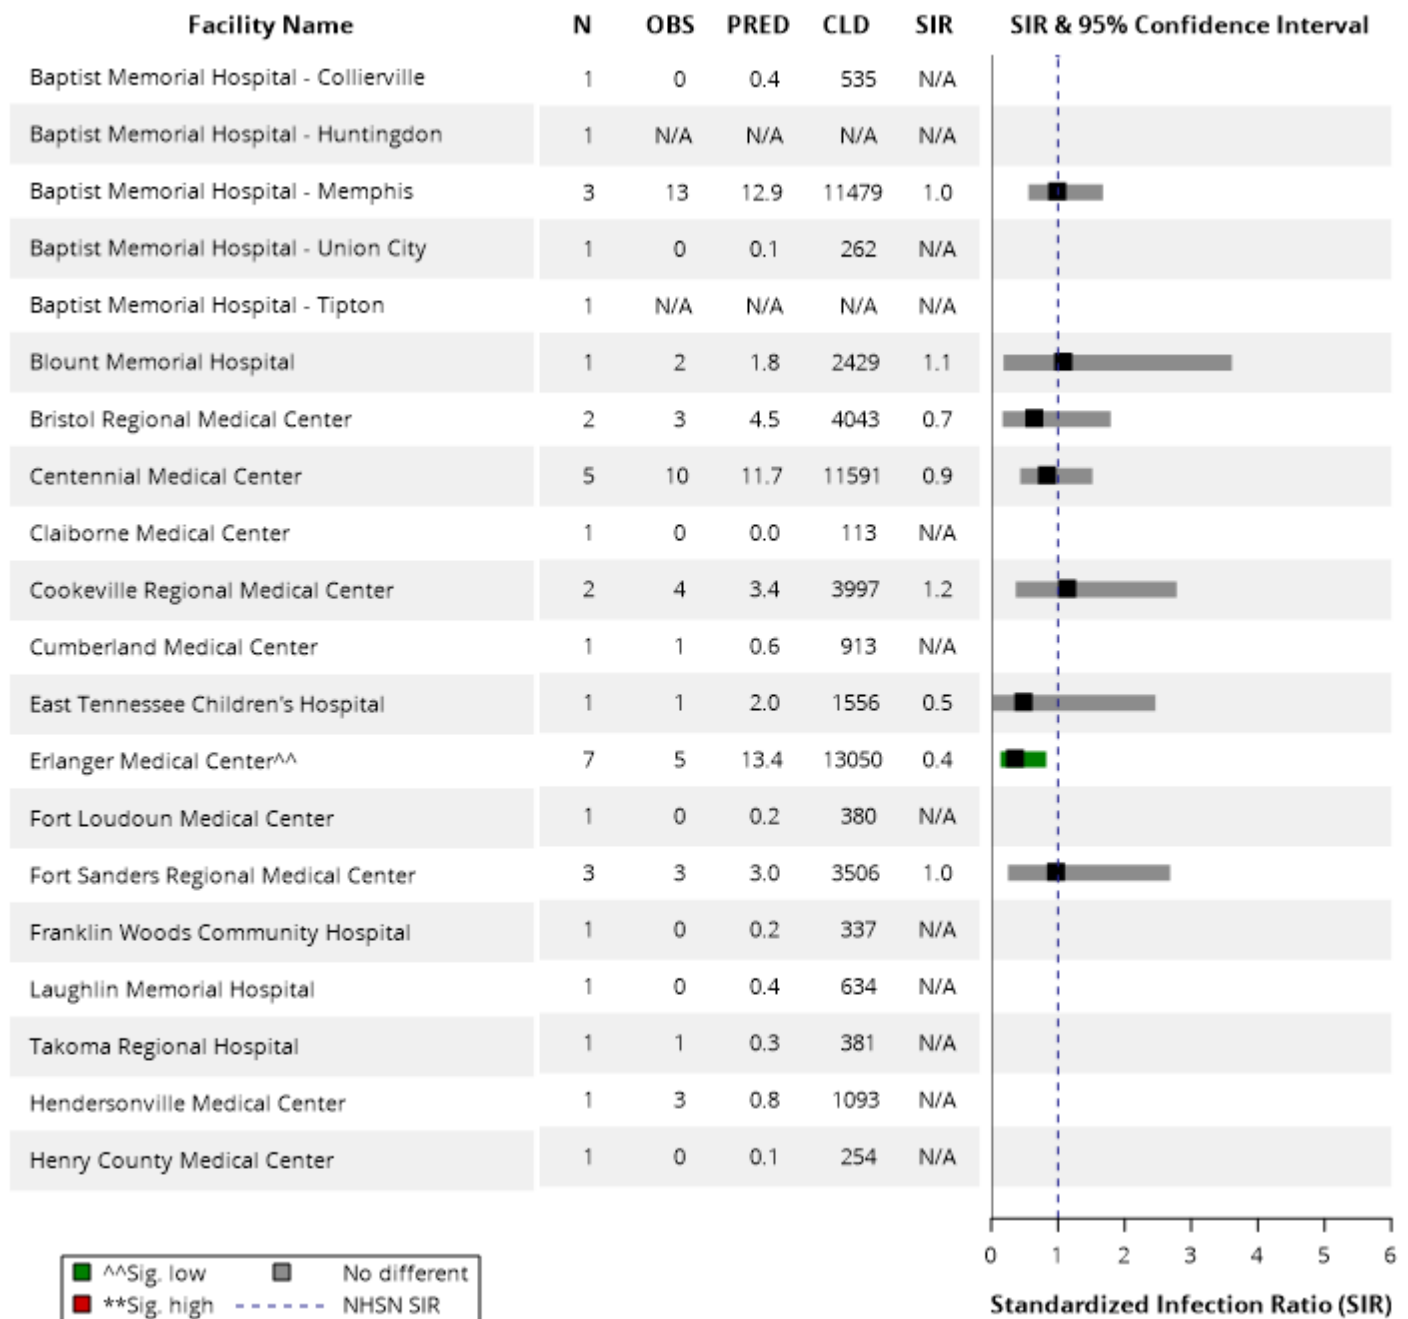 Facility Name N OBS PRED CLD SIR SIR & 95% Confidence Interval
Baptist Memorial Hospital - Collierville 1 0 0.4 535 N/A
Baptist Memorial Hospital - Huntingdon 1 N/A N/A N/A N/A
Baptist Memorial Hospital - Memphis 3 13 12.9 11479 1.0
Baptist Memorial Hospital - Union City 1 0 0.1 262 N/A
Baptist Memorial Hospital - Tipton 1 N/A N/A N/A N/A
Blount Memorial Hospital 1 2 1.8 2429 1.1
Bristol Regional Medical Center 2 3 4.5 4043 0.7
Centennial Medical Center 5 10 11.7 11591 0.9
Claiborne Medical Center 1 0 0.0 113 N/A
Cookeville Regional Medical Center 2 4 3.4 3997 1.2
Cumberland Medical Center 1 1 0.6 913 N/A
East Tennessee Children's Hospital 1 1 2.0 1556 0.5
Erlanger Medical Center^^ 7 5 13.4 13050 0.4
Fort Loudoun Medical Center 1 0 0.2 380 N/A
Fort Sanders Regional Medical Center 3 3 3.0 3506 1.0
Franklin Woods Community Hospital 1 0 0.2 337 N/A
Laughlin Memorial Hospital 1 0 0.4 634 N/A
Takoma Regional Hospital 1 1 0.3 381 N/A
Hendersonville Medical Center 1 3 0.8 1093 N/A
Henry County Medical Center 1 0 0.1 254 N/A
0 1 2 3 4 5 6
^^Sig. low No different
**Sig. high NHSN SIR
Standardized Infection Ratio (SIR)